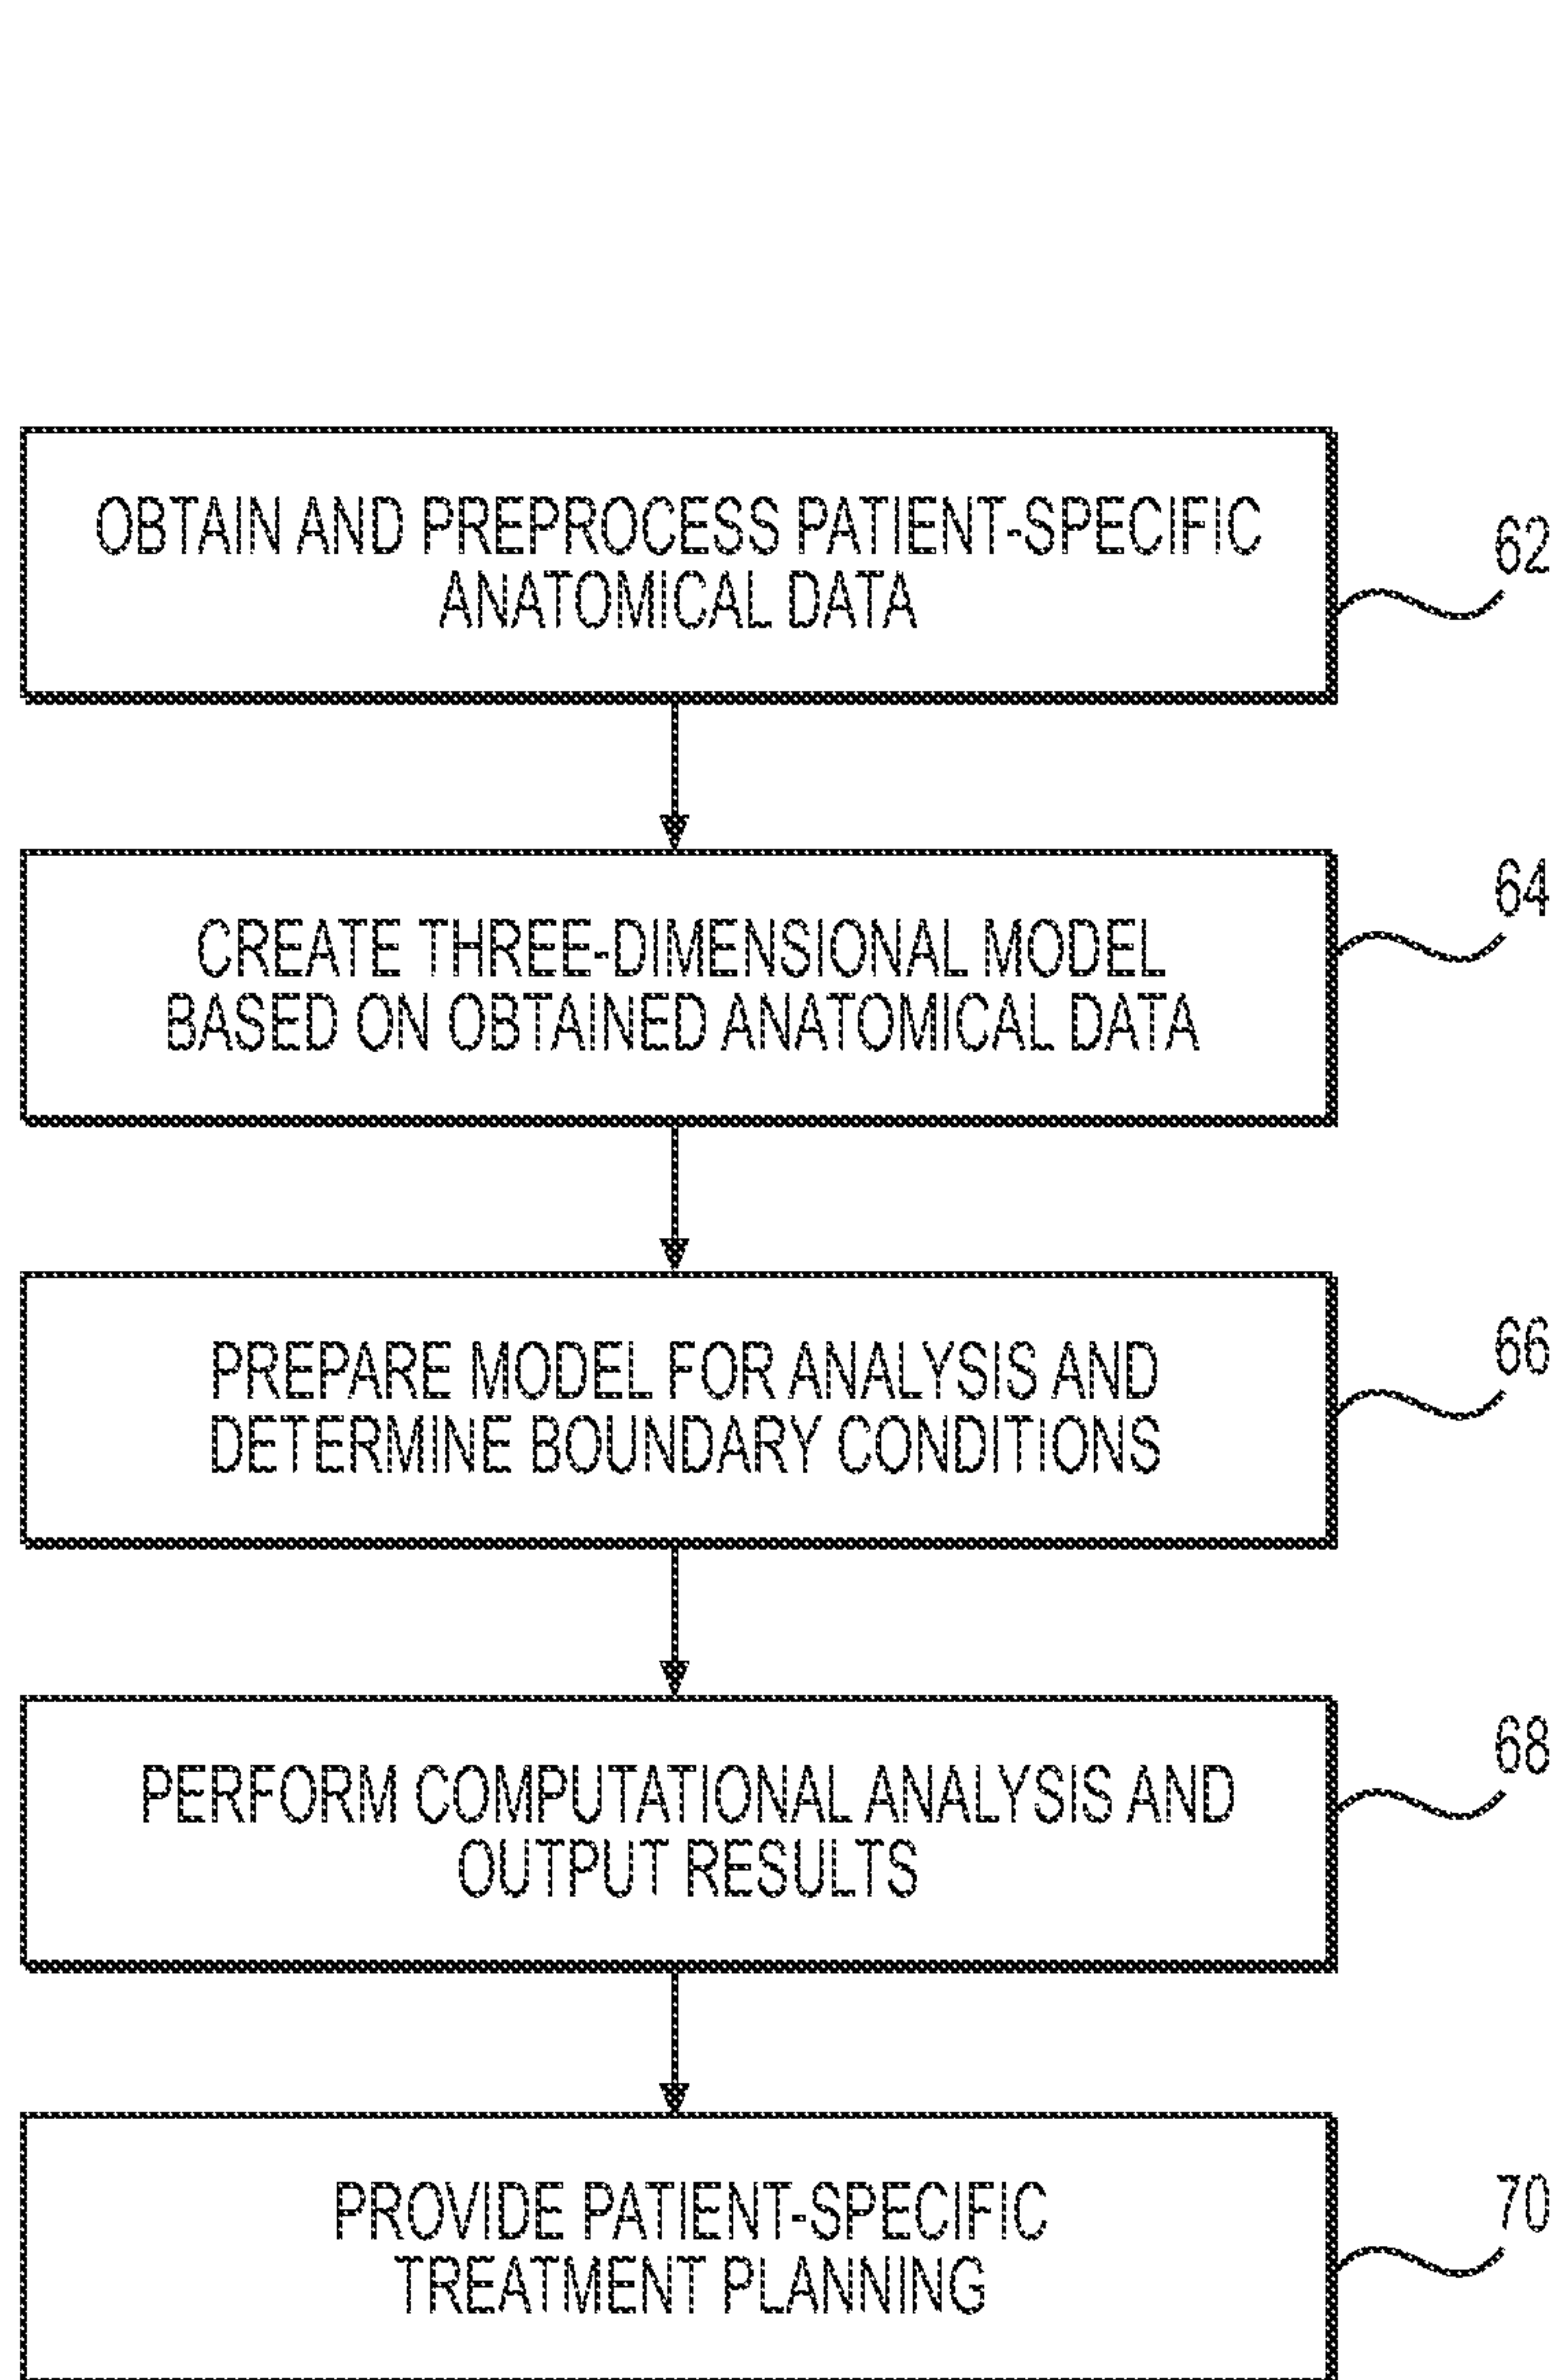 OBTAIN AND PREPROCESS PATIENT-SPECIFIC
ANATOMICAL DATA
62
CREATE THREE-DIMENSIONAL MODEL
BASED ON OBTAINED ANATOMICAL DATA
64
PREPARE MODEL FOR ANALYSIS AND
DETERMINE BOUNDARY CONDITIONS
66
PERFORM COMPUTATIONAL ANALYSIS AND
OUTPUT RESULTS
68
PROVIDE PATIENT-SPECIFIC
TREATMENT PLANNING
70